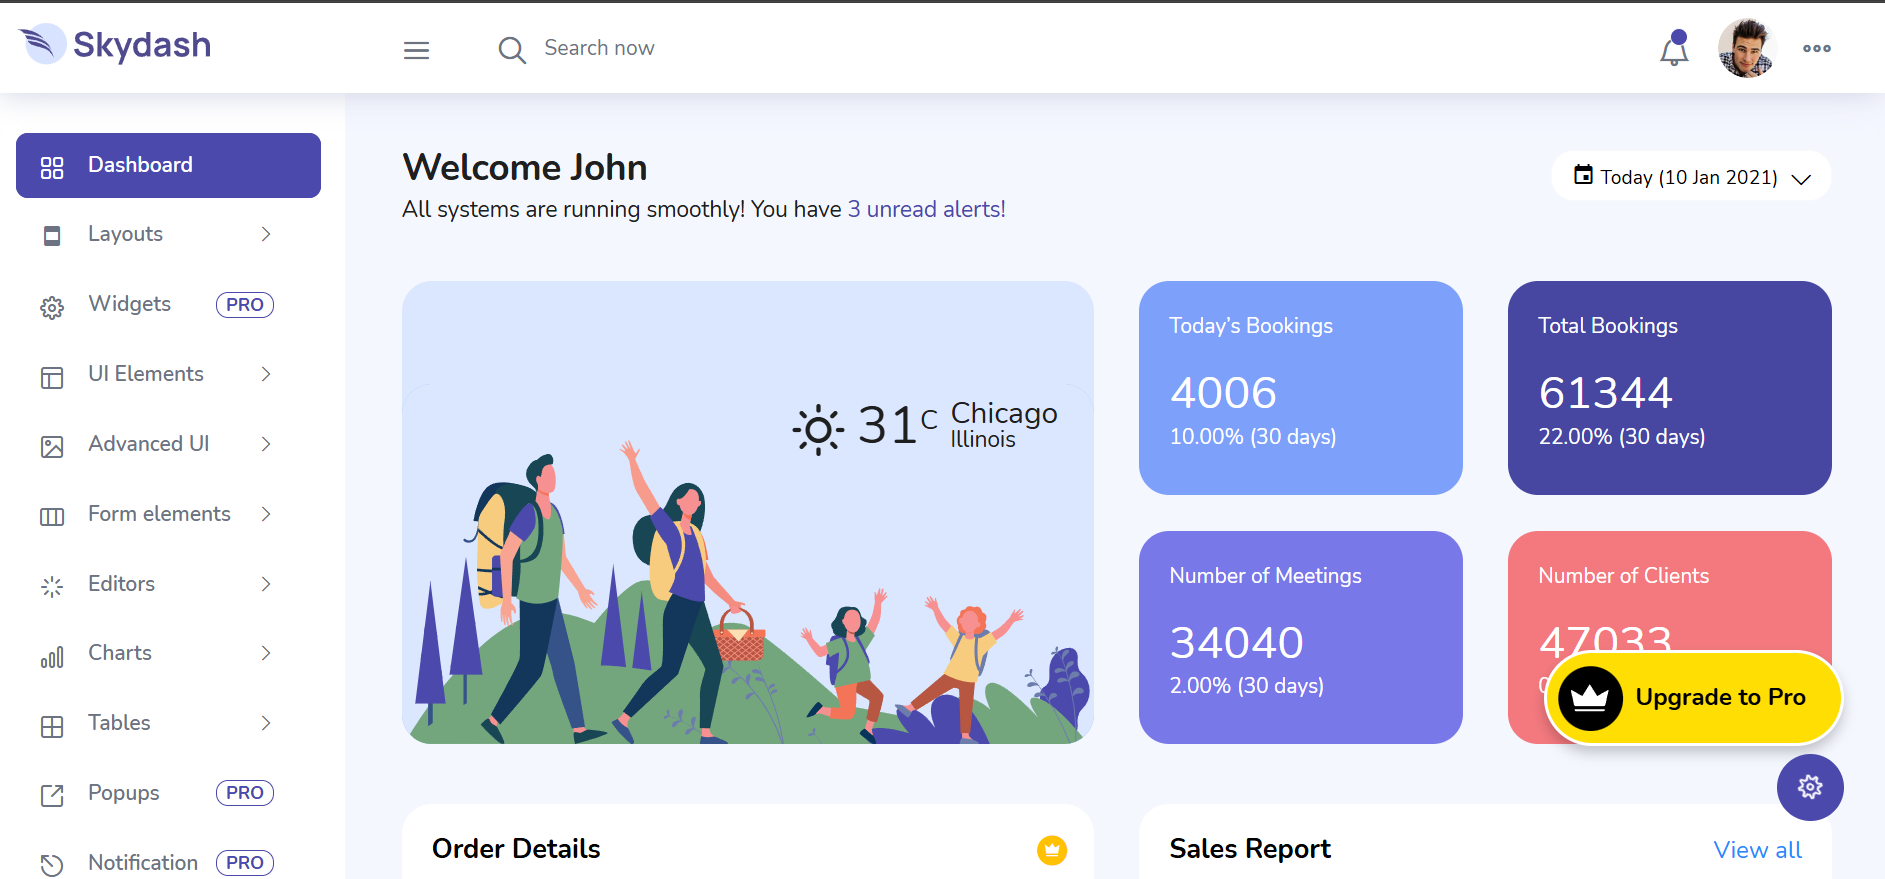 Skydash
Search now
Dashboard
Layouts
Widgets PRO
UI Elements
Advanced UI
Form elements
Editors
Charts
Tables
Popups PRO
Notification PRO
Welcome John
All systems are running smoothly! You have 3 unread alerts!
Today (10 Jan 2021)
31 C Chicago
Illinois
Today’s Bookings
4006
10.00% (30 days)
Total Bookings
61344
22.00% (30 days)
Number of Meetings
34040
2.00% (30 days)
Number of Clients
47033
Upgrade to Pro
Order Details
Sales Report
View all